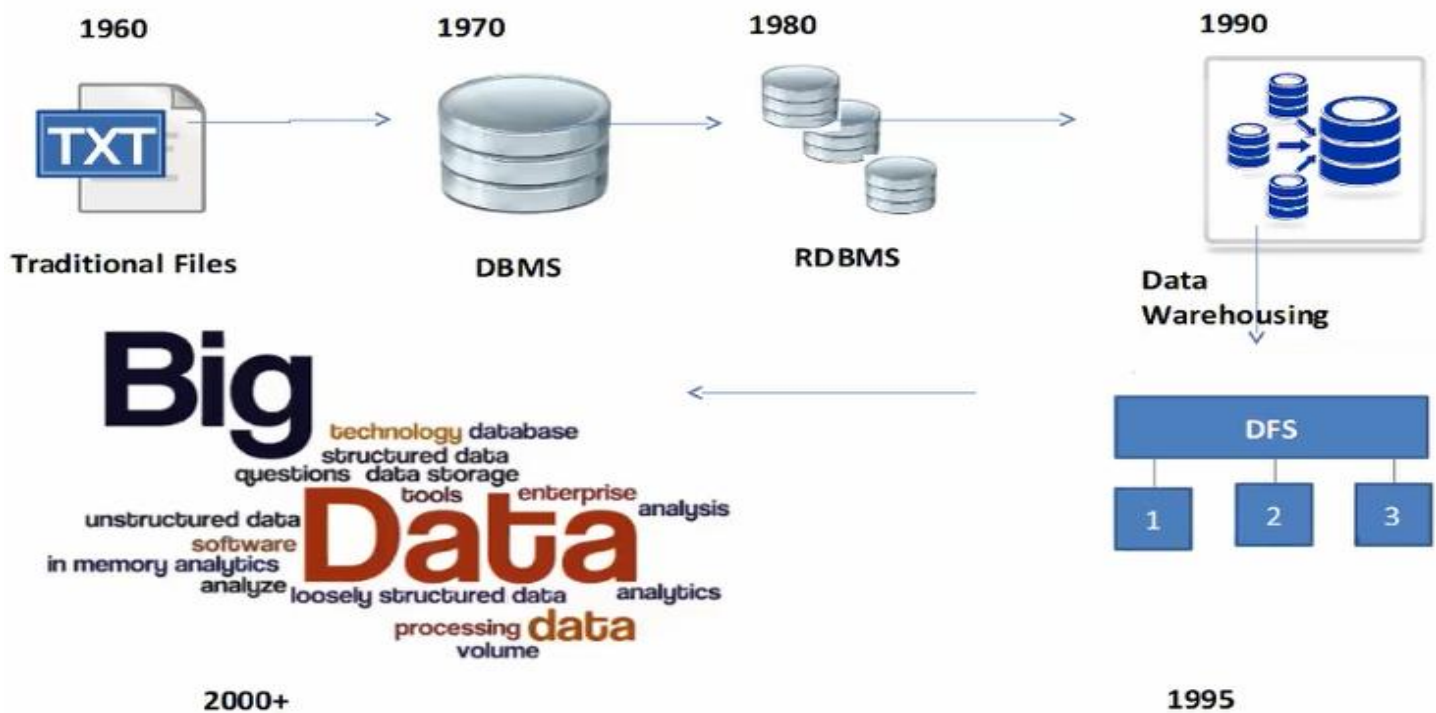 1960
1970
1980
1990
TXT
Traditional Files
DBMS
RDBMS
Data
Warehousing
DFS
1
2
3
1995
Big
technology database
structured data
questions data storage
tools enterprise
analysis
unstructured data
Data
software
in memory analytics
analyze
loosely structured data
analytics
processing data
volume
2000+